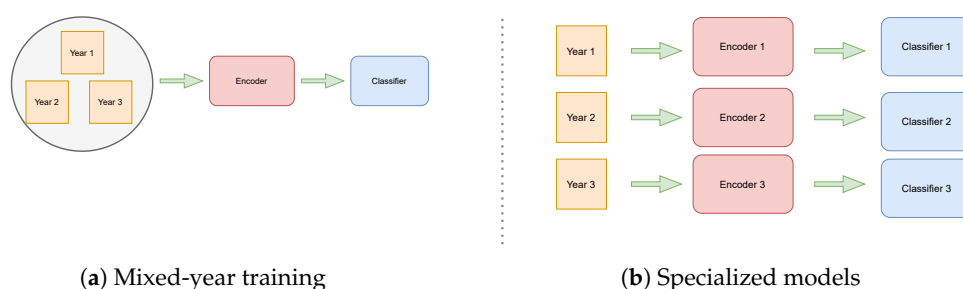 Year 1
Year 2
Year 3
Encoder
Classifier
(a) Mixed-year training
Year 1
Encoder 1
Classifier 1
Year 2
Encoder 2
Classifier 2
Year 3
Encoder 3
Classifier 3
(b) Specialized models